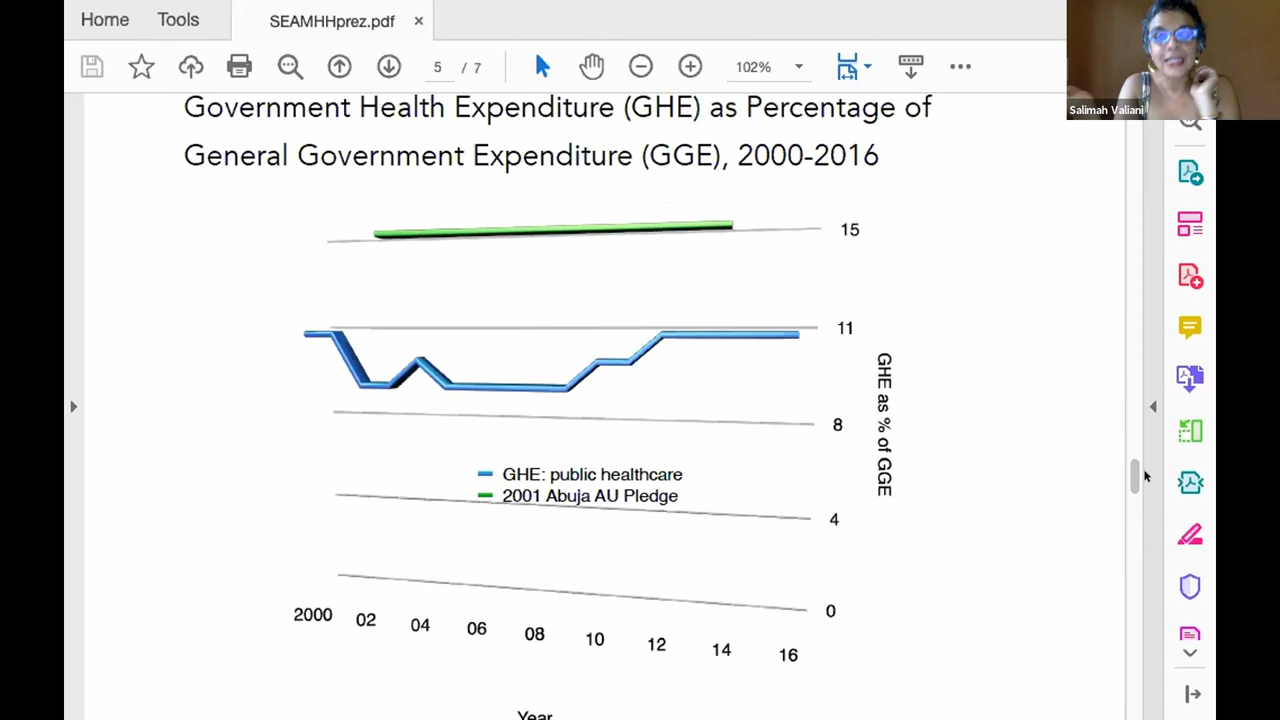 Home Tools SEAMHHprez.pdf ×
5 / 7 102%
Salimah Valiani
Government Health Expenditure (GHE) as Percentage of
General Government Expenditure (GGE), 2000-2016
15
11
8
4
0
GHE as % of GGE
GHE: public healthcare
2001 Abuja AU Pledge
2000 02 04 06 08 10 12 14 16
Year